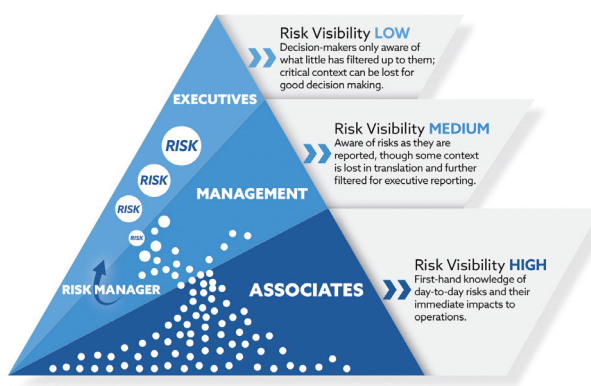 Risk Visibility LOW
Decision-makers only aware of
what little has filtered up to them;
critical context can be lost for
good decision making.
EXECUTIVES
RISK
Risk Visibility MEDIUM
Aware of risks as they are
reported, though some context
is lost in translation and further
filtered for executive reporting.
RISK
MANAGEMENT
RISK
RISK
Risk Visibility HIGH
First-hand knowledge of
day-to-day risks and their
immediate impacts to
operations.
RISK MANAGER
ASSOCIATES